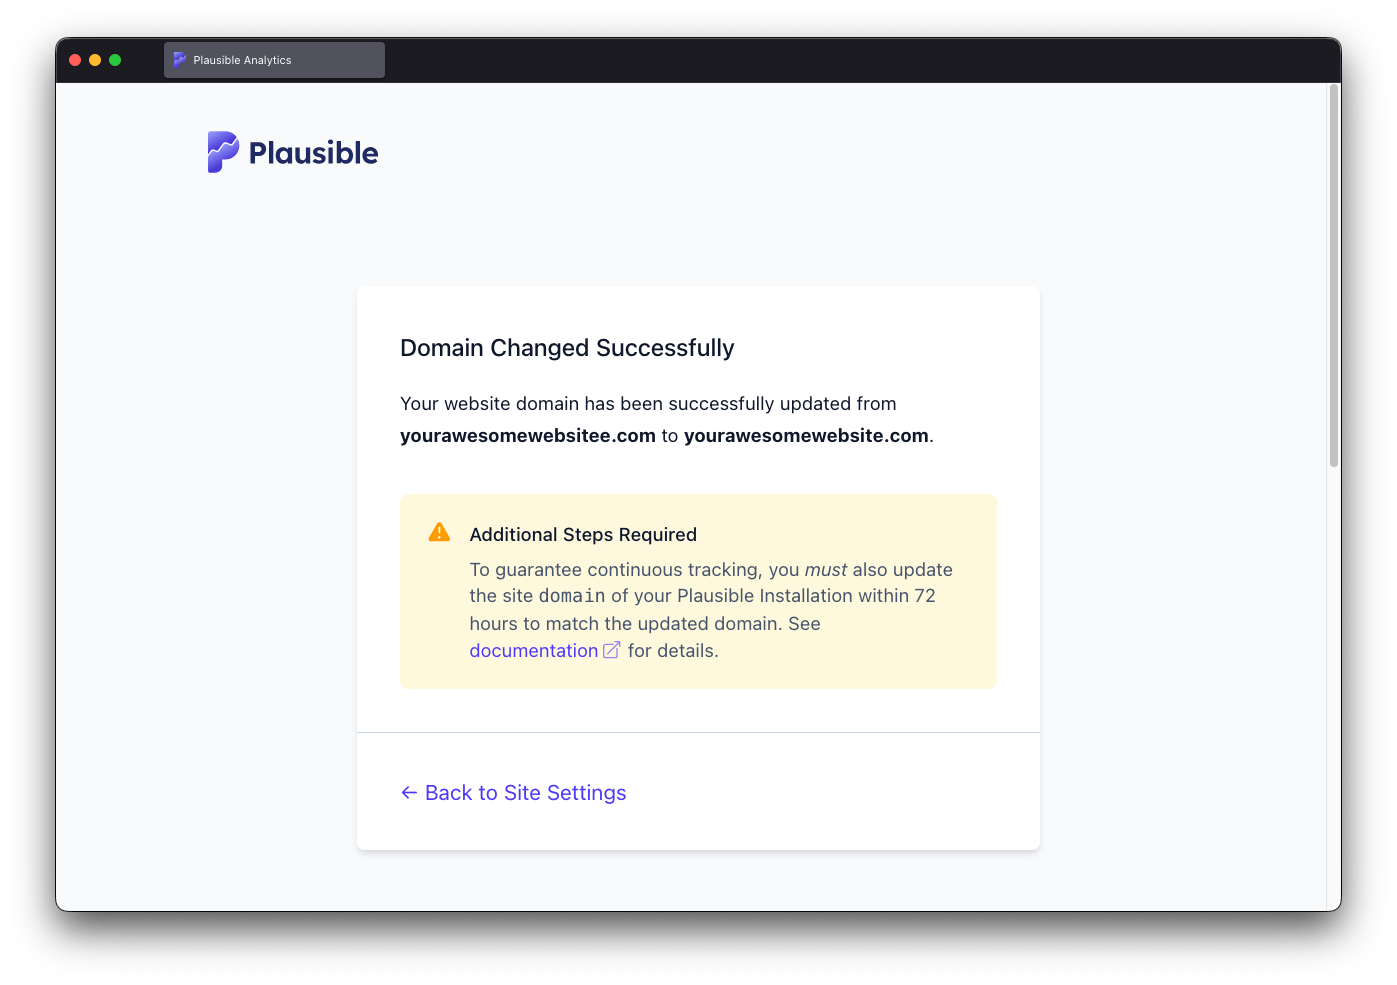 Plausible Analytics
Plausible
Domain Changed Successfully
Your website domain has been successfully updated from
yourawesomewebsitee.com to yourawesomewebsite.com.
Additional Steps Required
To guarantee continuous tracking, you must also update
the site domain of your Plausible Installation within 72
hours to match the updated domain. See
documentation for details.
← Back to Site Settings